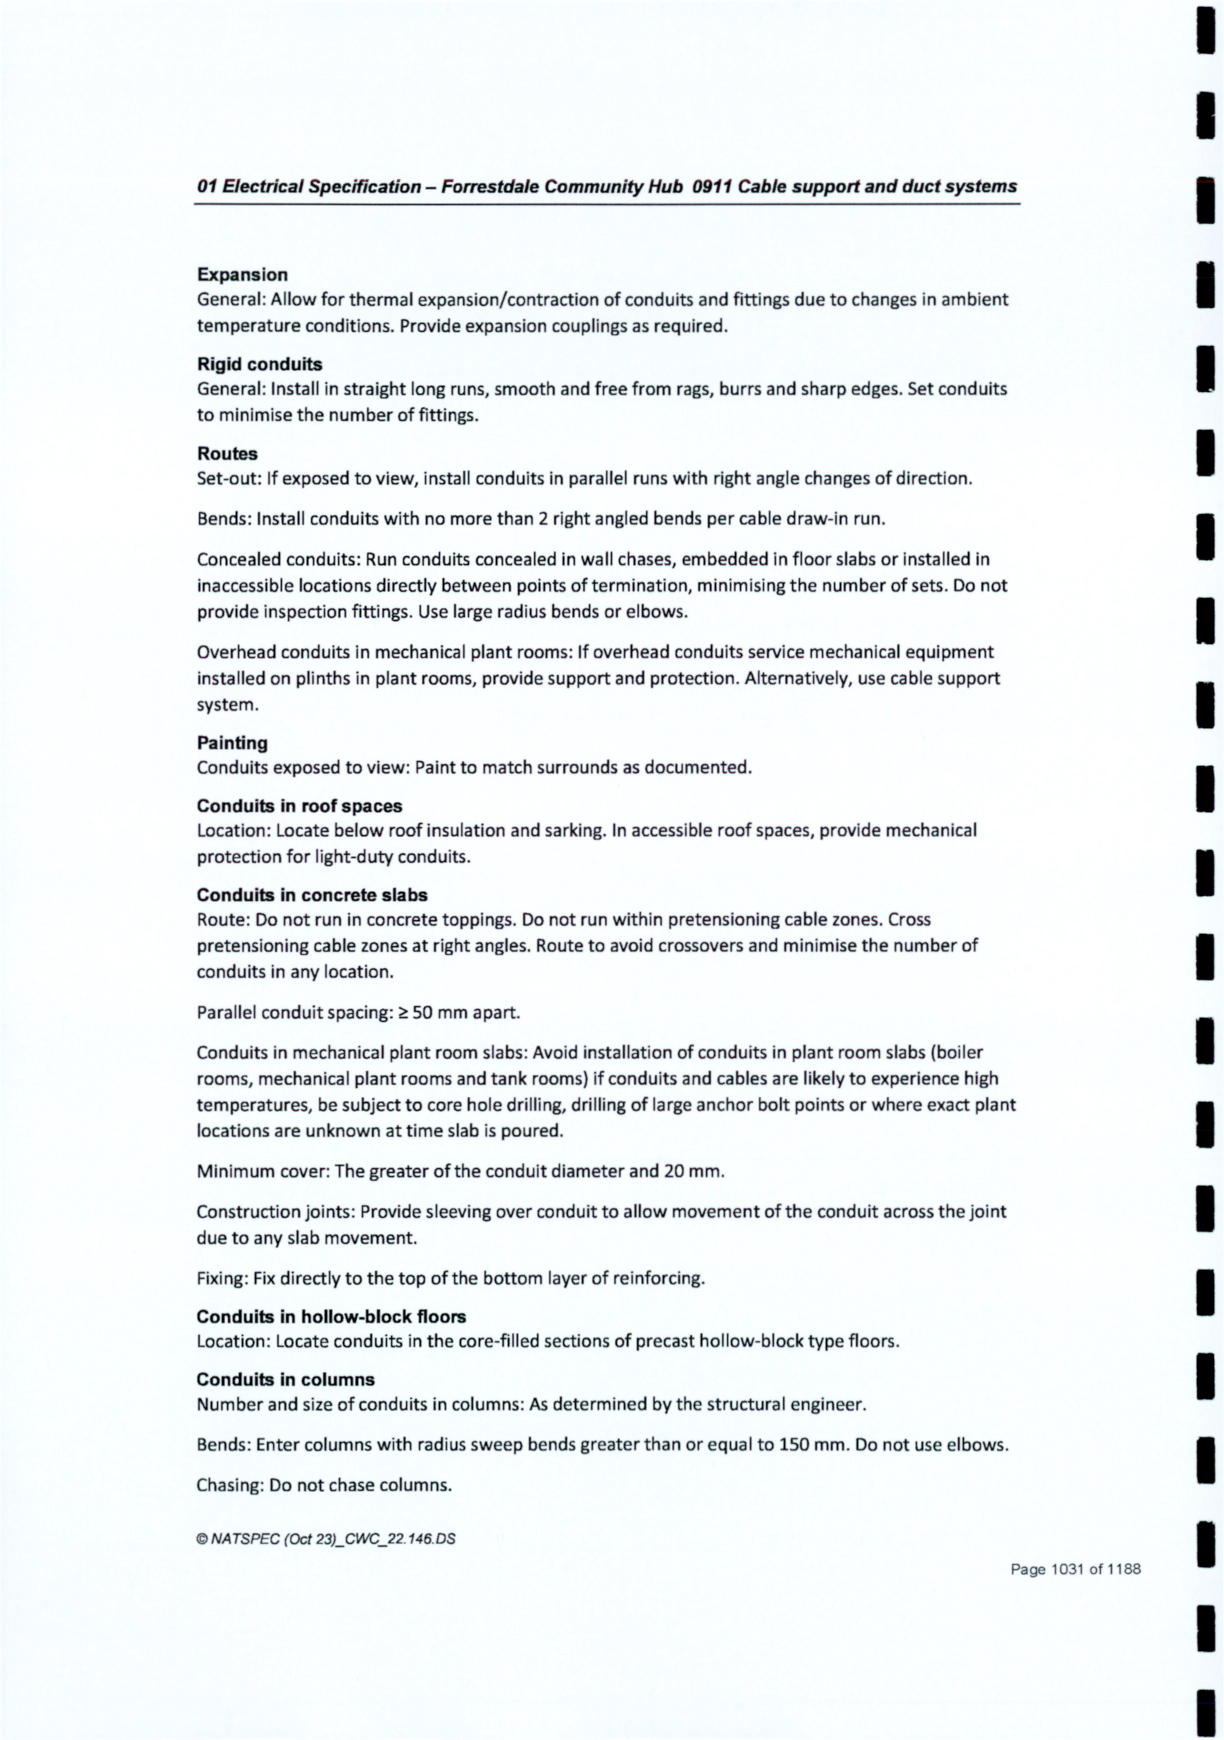 01 Electrical Specification – Forrestdale Community Hub 0911 Cable support and duct systems
Expansion
General: Allow for thermal expansion/contraction of conduits and fittings due to changes in ambient
temperature conditions. Provide expansion couplings as required.
Rigid conduits
General: Install in straight long runs, smooth and free from rags, burrs and sharp edges. Set conduits
to minimise the number of fittings.
Routes
Set-out: If exposed to view, install conduits in parallel runs with right angle changes of direction.
Bends: Install conduits with no more than 2 right angled bends per cable draw-in run.
Concealed conduits: Run conduits concealed in wall chases, embedded in floor slabs or installed in
inaccessible locations directly between points of termination, minimising the number of sets. Do not
provide inspection fittings. Use large radius bends or elbows.
Overhead conduits in mechanical plant rooms: If overhead conduits service mechanical equipment
installed on plinths in plant rooms, provide support and protection. Alternatively, use cable support
system.
Painting
Conduits exposed to view: Paint to match surrounds as documented.
Conduits in roof spaces
Location: Locate below roof insulation and sarking. In accessible roof spaces, provide mechanical
protection for light-duty conduits.
Conduits in concrete slabs
Route: Do not run in concrete toppings. Do not run within pretensioning cable zones. Cross
pretensioning cable zones at right angles. Route to avoid crossovers and minimise the number of
conduits in any location.
Parallel conduit spacing: ≥ 50 mm apart.
Conduits in mechanical plant room slabs: Avoid installation of conduits in plant room slabs (boiler
rooms, mechanical plant rooms and tank rooms) if conduits and cables are likely to experience high
temperatures, be subject to core hole drilling, drilling of large anchor bolt points or where exact plant
locations are unknown at time slab is poured.
Minimum cover: The greater of the conduit diameter and 20 mm.
Construction joints: Provide sleeving over conduit to allow movement of the conduit across the joint
due to any slab movement.
Fixing: Fix directly to the top of the bottom layer of reinforcing.
Conduits in hollow-block floors
Location: Locate conduits in the core-filled sections of precast hollow-block type floors.
Conduits in columns
Number and size of conduits in columns: As determined by the structural engineer.
Bends: Enter columns with radius sweep bends greater than or equal to 150 mm. Do not use elbows.
Chasing: Do not chase columns.
© NATSPEC (Oct 23)_CWC_22.146.DS
Page 1031 of 1188